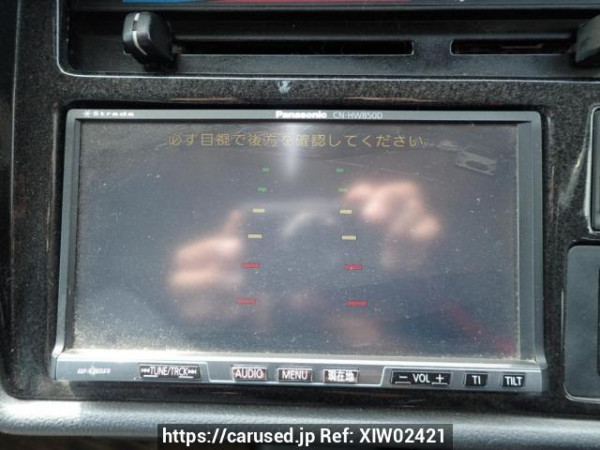 Strada Panasonic CN-HW850D
必ず目視で後方を確認してください
TUNE/TRCK AUDIO MENU 現在地 − VOL + TI TILT
https://carused.jp Ref: XIW02421